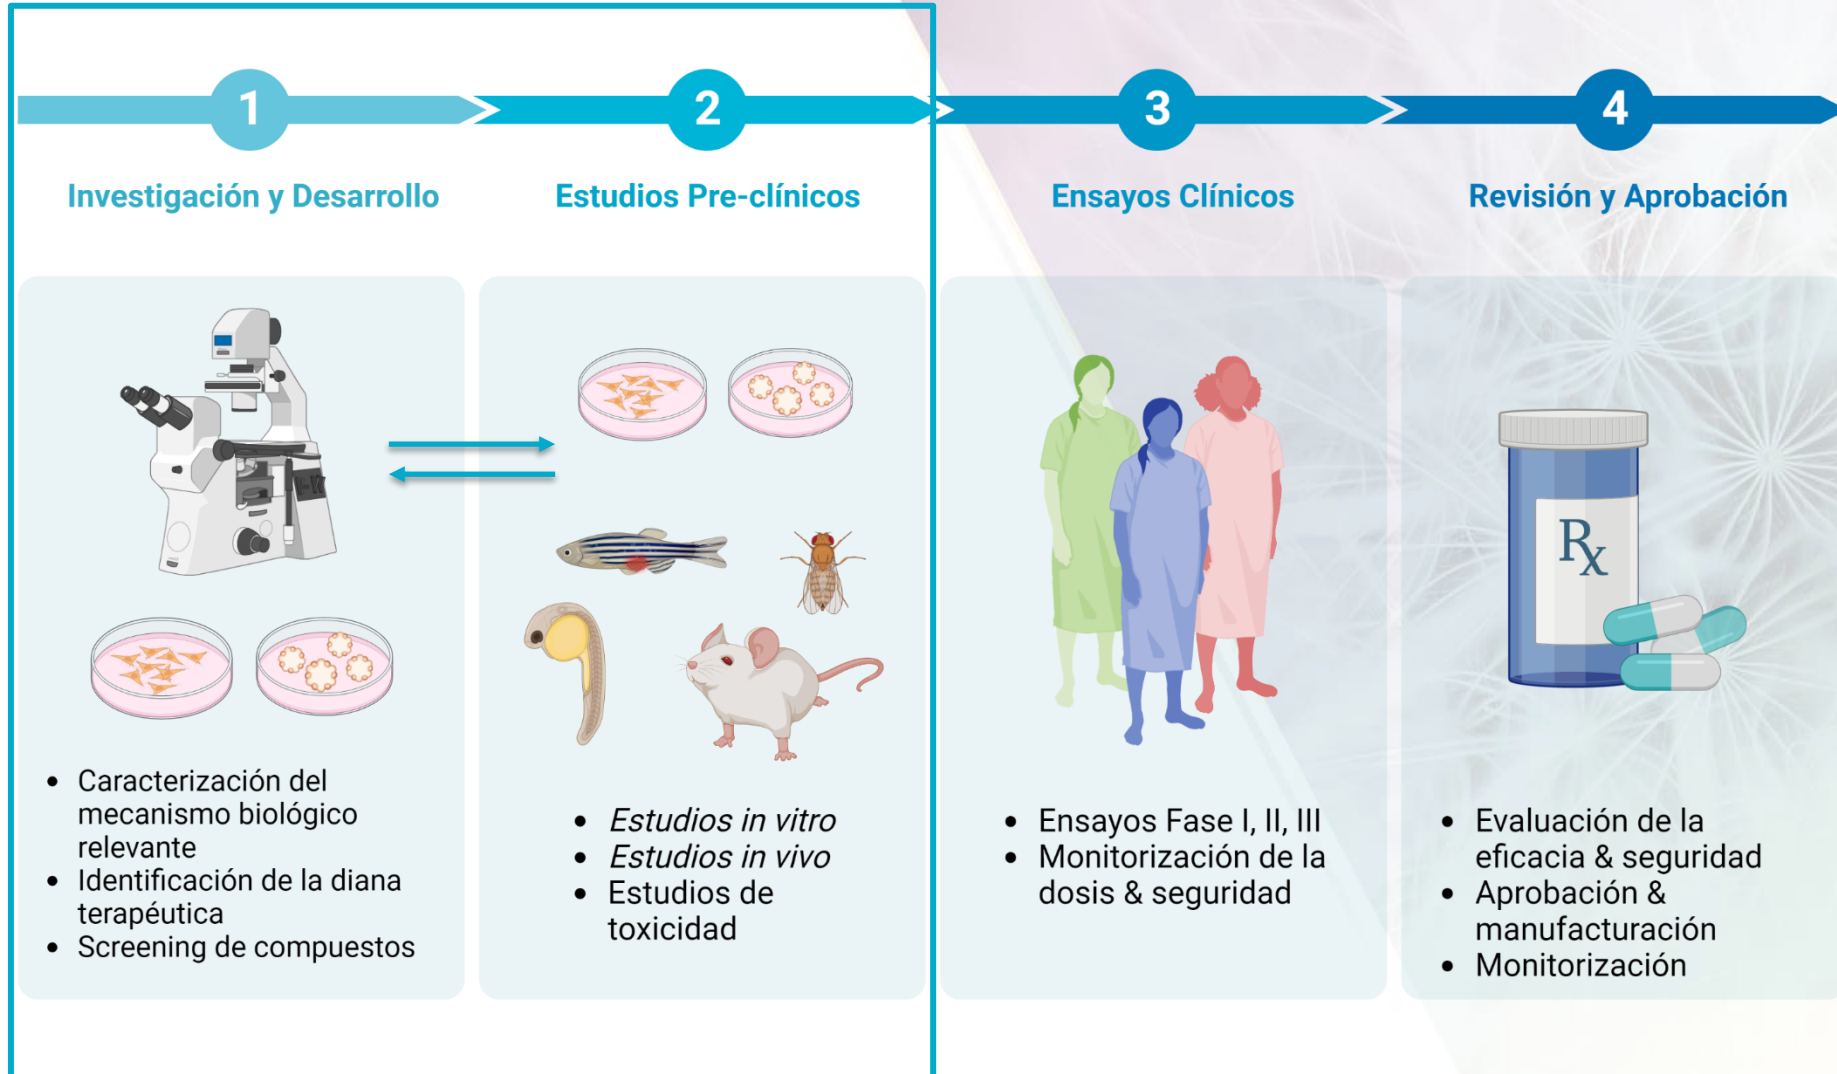 1
2
3
4
Investigación y Desarrollo
Estudios Pre-clínicos
Ensayos Clínicos
Revisión y Aprobación
• Caracterización del
mecanismo biológico
relevante
• Identificación de la diana
terapéutica
• Screening de compuestos
• Estudios in vitro
• Estudios in vivo
• Estudios de
toxicidad
• Ensayos Fase I, II, III
• Monitorización de la
dosis & seguridad
Rx
• Evaluación de la
eficacia & seguridad
• Aprobación &
manufacturación
• Monitorización